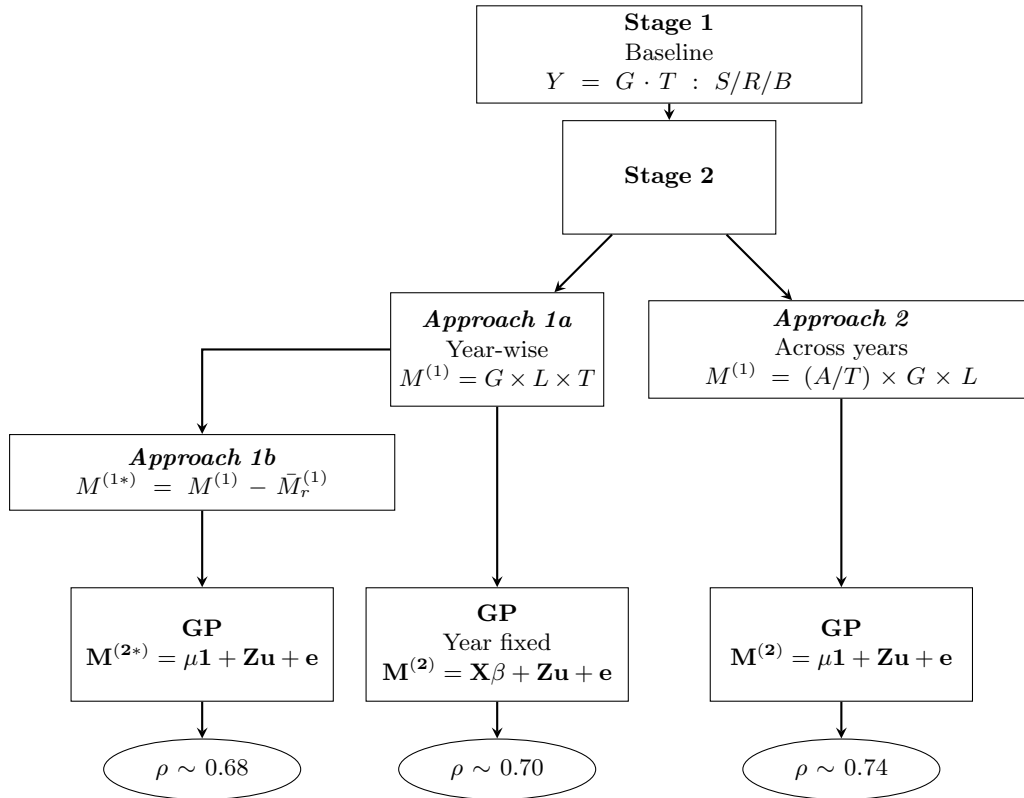 Stage 1
Baseline
Y = G · T : S/R/B
Stage 2
Approach 1a
Year-wise
M^{(1)} = G × L × T
Approach 2
Across years
M^{(1)} = (A/T) × G × L
Approach 1b
M^{(1*)} = M^{(1)} − M̄_r^{(1)}
GP
M^{(2*)} = μ1 + Zu + e
GP
Year fixed
M^{(2)} = Xβ + Zu + e
GP
M^{(2)} = μ1 + Zu + e
ρ ∼ 0.68
ρ ∼ 0.70
ρ ∼ 0.74